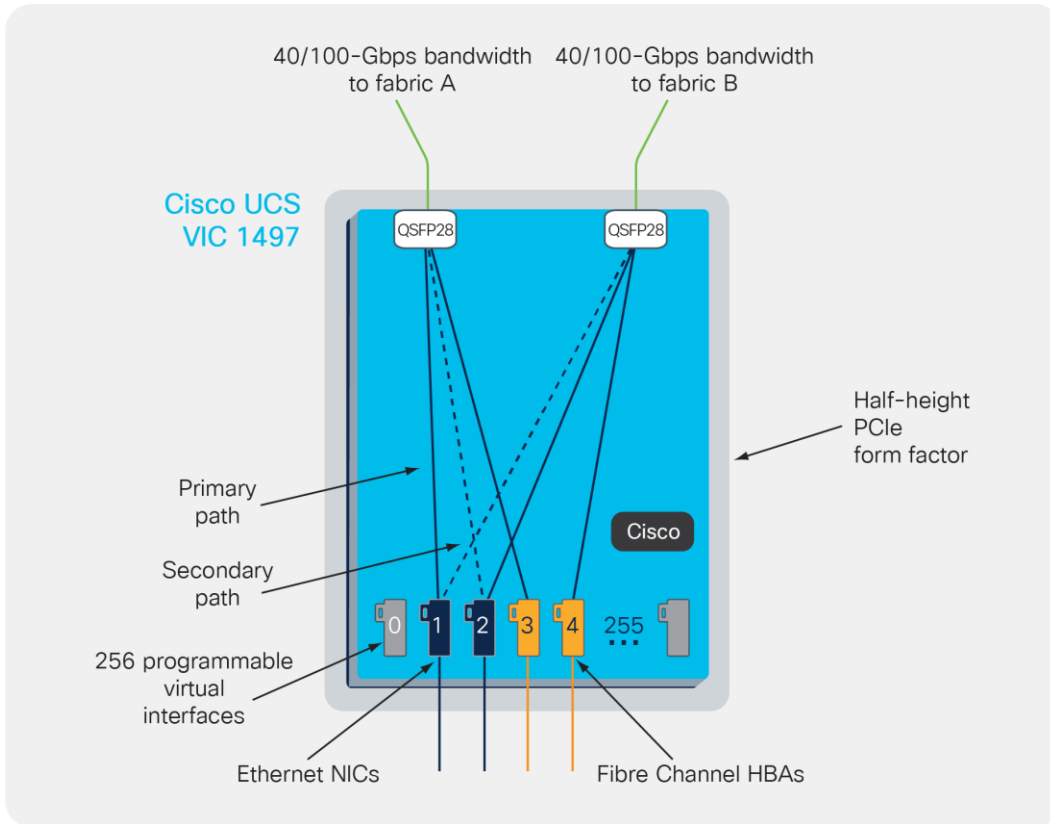 40/100-Gbps bandwidth
to fabric A
40/100-Gbps bandwidth
to fabric B
Cisco UCS
VIC 1497
QSFP28
QSFP28
Half-height
PCIe
form factor
Primary
path
Cisco
Secondary
path
0
1
2
3
4
255
...
256 programmable
virtual
interfaces
Ethernet NICs
Fibre Channel HBAs